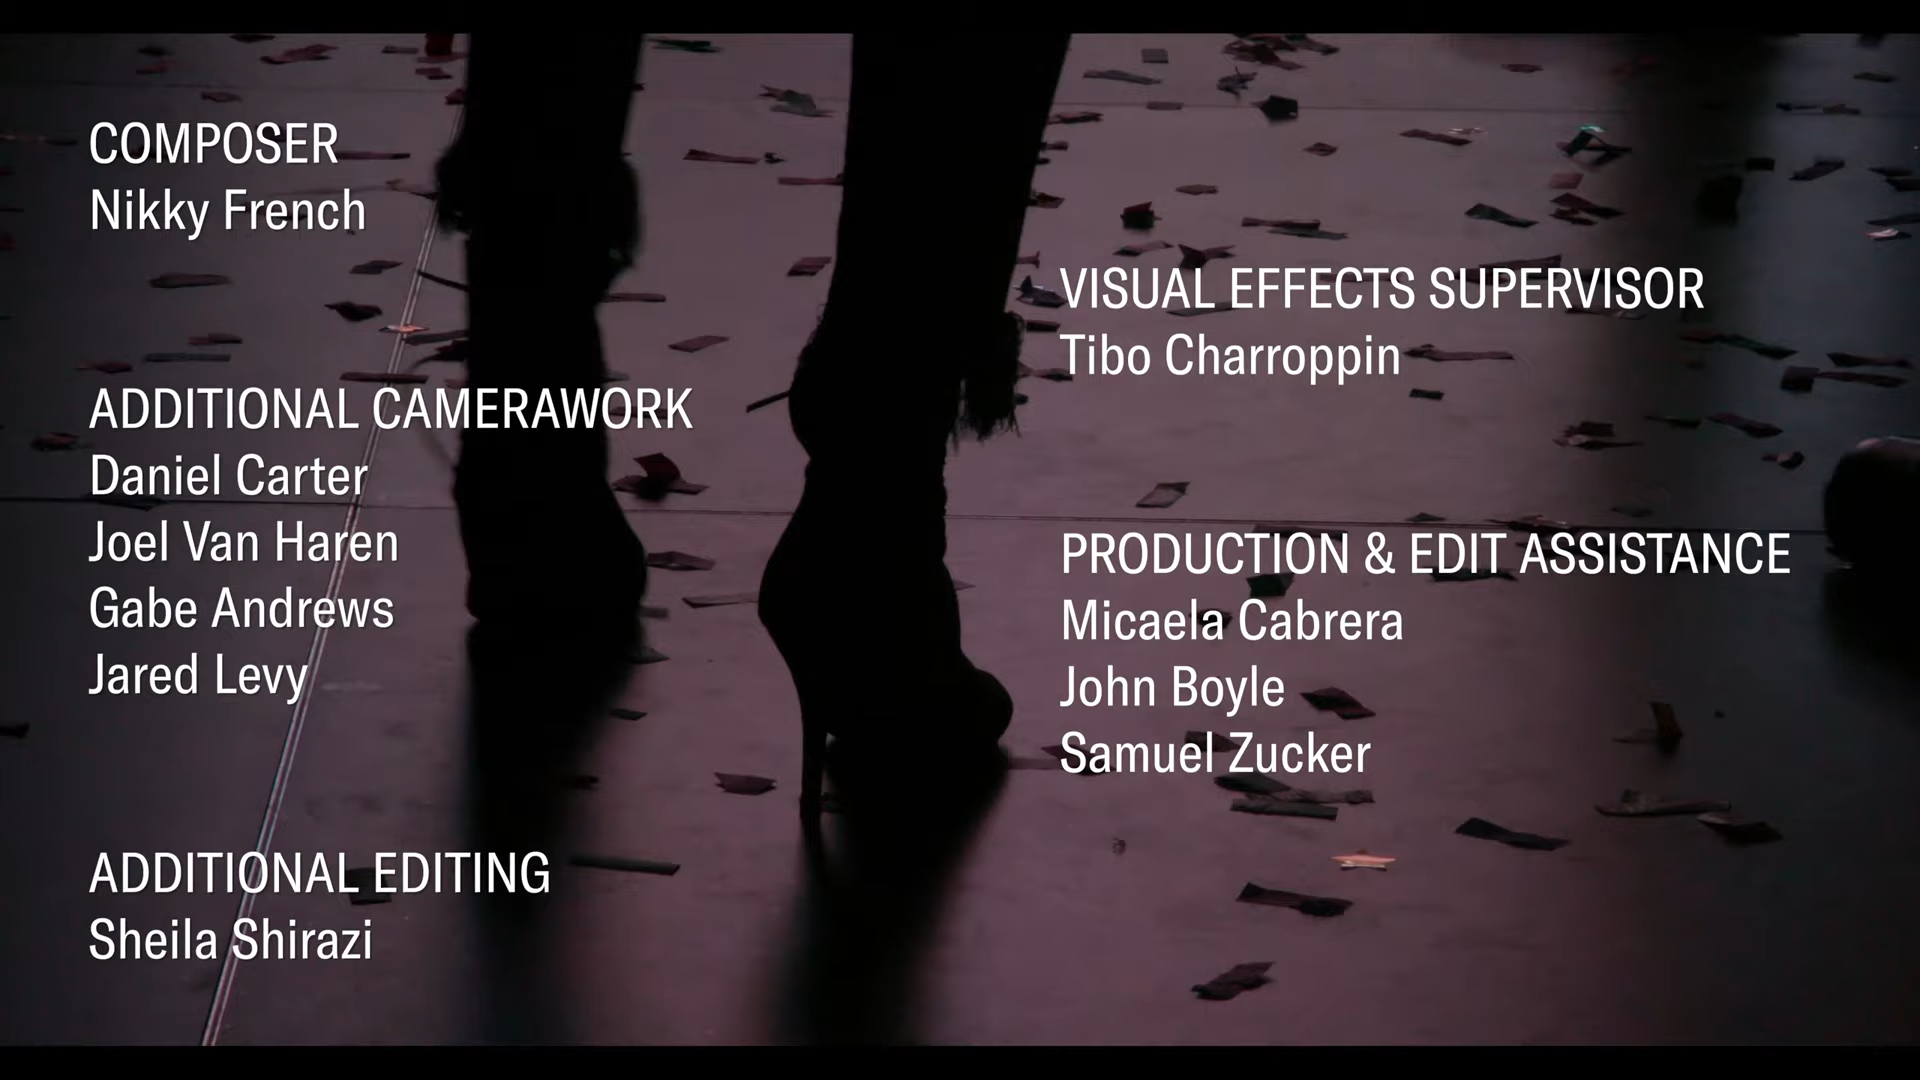 COMPOSER
Nikky French
ADDITIONAL CAMERAWORK
Daniel Carter
Joel Van Haren
Gabe Andrews
Jared Levy
ADDITIONAL EDITING
Sheila Shirazi
VISUAL EFFECTS SUPERVISOR
Tibo Charroppin
PRODUCTION & EDIT ASSISTANCE
Micaela Cabrera
John Boyle
Samuel Zucker